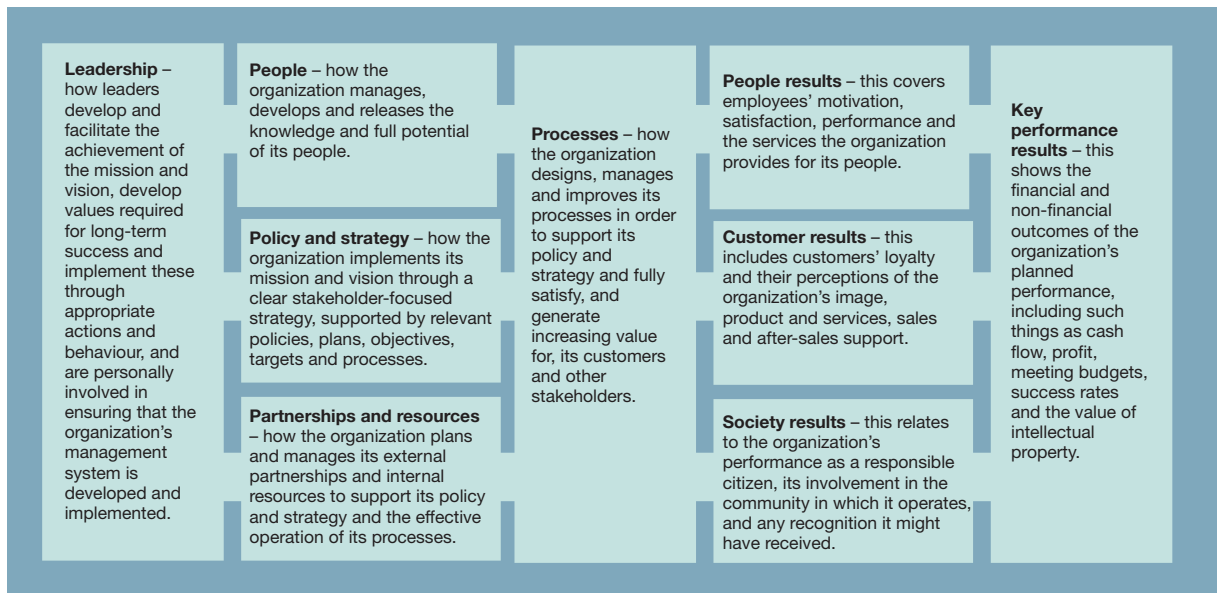 Leadership –
how leaders
develop and
facilitate the
achievement of
the mission and
vision, develop
values required
for long-term
success and
implement these
through
appropriate
actions and
behaviour, and
are personally
involved in
ensuring that the
organization's
management
system is
developed and
implemented.
People – how the
organization manages,
develops and releases the
knowledge and full potential
of its people.
Policy and strategy – how the
organization implements its
mission and vision through a
clear stakeholder-focused
strategy, supported by relevant
policies, plans, objectives,
targets and processes.
Partnerships and resources
– how the organization plans
and manages its external
partnerships and internal
resources to support its policy
and strategy and the effective
operation of its processes.
Processes – how
the organization
designs, manages
and improves its
processes in order
to support its
policy and
strategy and fully
satisfy, and
generate
increasing value
for, its customers
and other
stakeholders.
People results – this covers
employees' motivation,
satisfaction, performance and
the services the organization
provides for its people.
Customer results – this
includes customers' loyalty
and their perceptions of the
organization's image,
product and services, sales
and after-sales support.
Society results – this relates
to the organization's
performance as a responsible
citizen, its involvement in the
community in which it operates,
and any recognition it might
have received.
Key
performance
results – this
shows the
financial and
non-financial
outcomes of the
organization's
planned
performance,
including such
things as cash
flow, profit,
meeting budgets,
success rates
and the value of
intellectual
property.